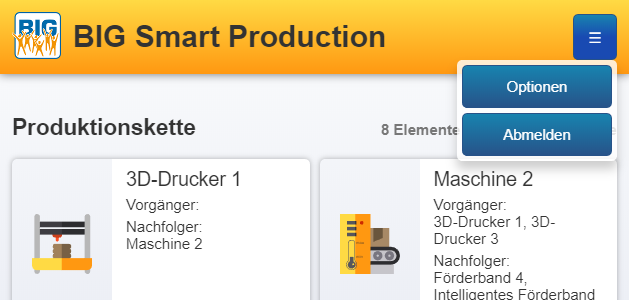 BIG
BIG Smart Production
☰
Optionen
Abmelden
Produktionskette
8 Elemente
3D-Drucker 1
Vorgänger:
Nachfolger:
Maschine 2
Maschine 2
Vorgänger:
3D-Drucker 1, 3D-
Drucker 3
Nachfolger:
Förderband 4,
Intelligentes Förderband